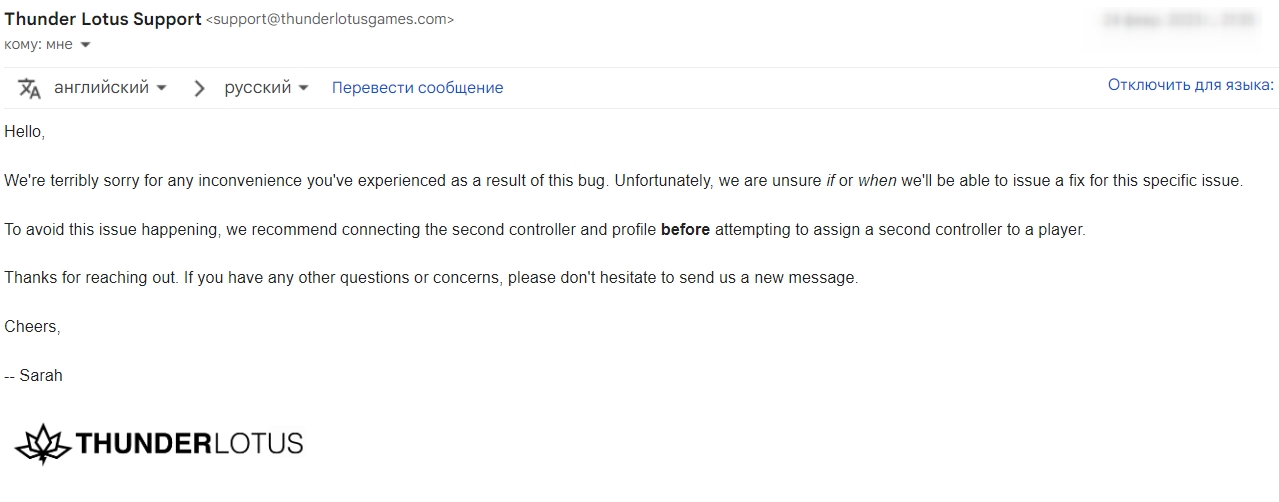 Thunder Lotus Support <support@thunderlotusgames.com>
кому: мне
английский > русский Перевести сообщение Отключить для языка:
Hello,
We're terribly sorry for any inconvenience you've experienced as a result of this bug. Unfortunately, we are unsure if or when we'll be able to issue a fix for this specific issue.
To avoid this issue happening, we recommend connecting the second controller and profile before attempting to assign a second controller to a player.
Thanks for reaching out. If you have any other questions or concerns, please don't hesitate to send us a new message.
Cheers,
-- Sarah
THUNDERLOTUS